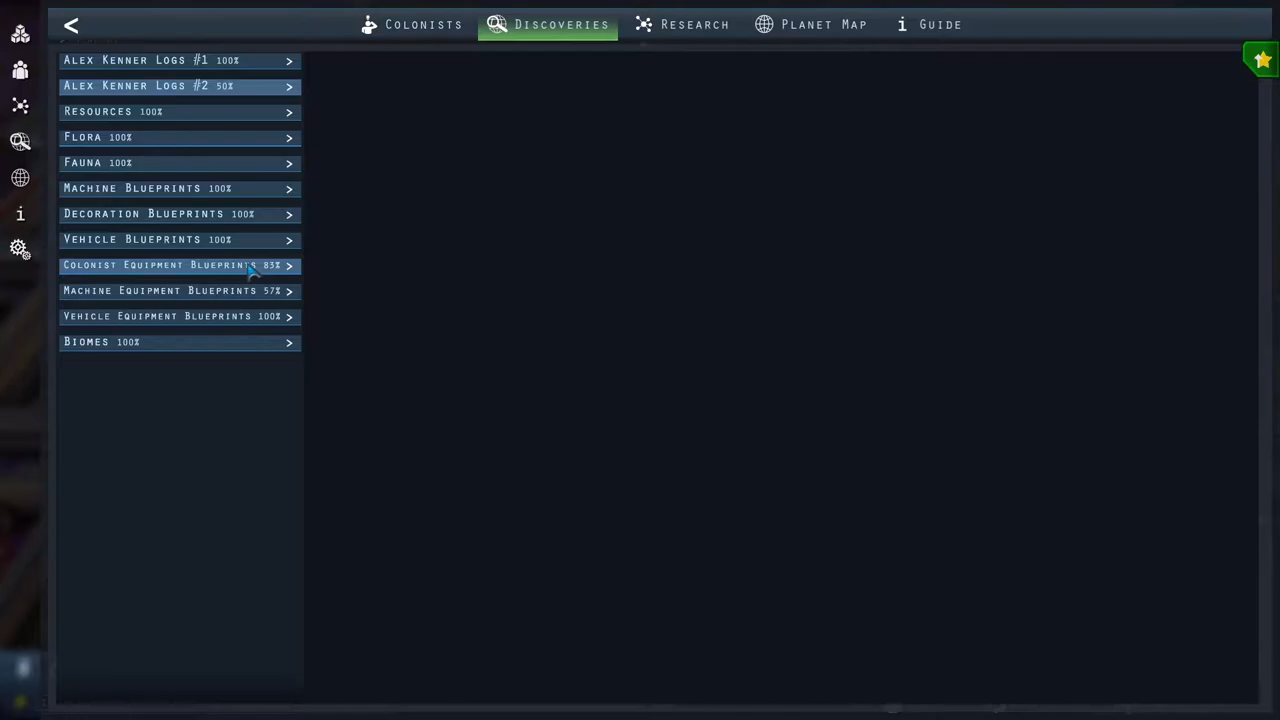 < Colonists Discoveries Research Planet Map i Guide
Alex Kenner Logs #1 100% >
Alex Kenner Logs #2 50% >
Resources 100% >
Flora 100% >
Fauna 100% >
Machine Blueprints 100% >
Decoration Blueprints 100% >
Vehicle Blueprints 100% >
Colonist Equipment Blueprints 83% >
Machine Equipment Blueprints 57% >
Vehicle Equipment Blueprints 100% >
Biomes 100% >